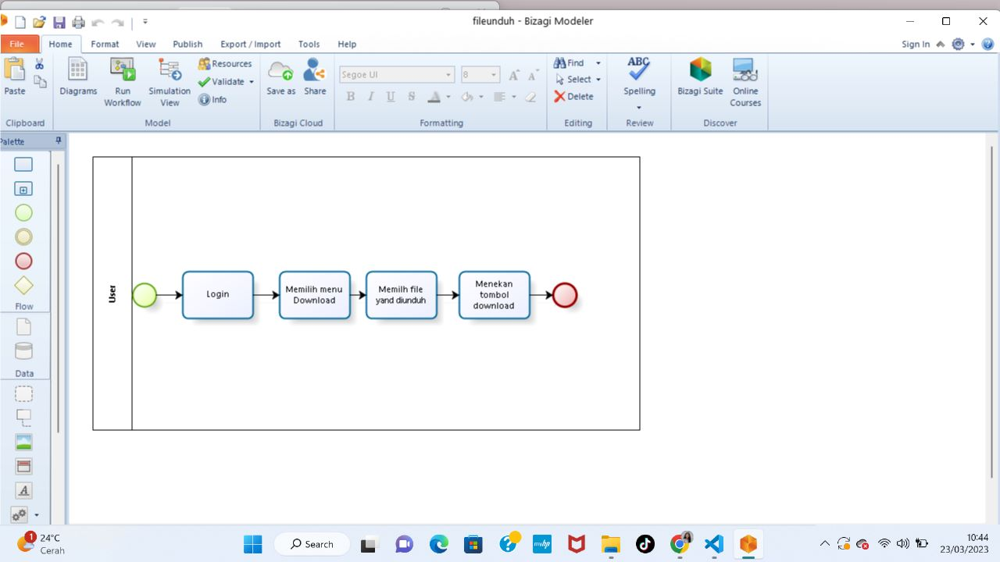 fileunduh - Bizagi Modeler
File Home Format View Publish Export / Import Tools Help Sign In
Paste
Clipboard
Diagrams
Run
Workflow
Simulation
View
Resources
Validate
Info
Model
Save as
Share
Bizagi Cloud
Segoe UI 8
B I U S A
Formatting
Find
Select
Delete
Editing
ABC
Spelling
Review
Bizagi Suite
Online
Courses
Discover
Palette
Flow
Data
A
User
Login
Memilih menu
Download
Memilh file
yand diunduh
Menekan
tombol
download
1
24°C
Cerah
Search
myhp
10:44
23/03/2023